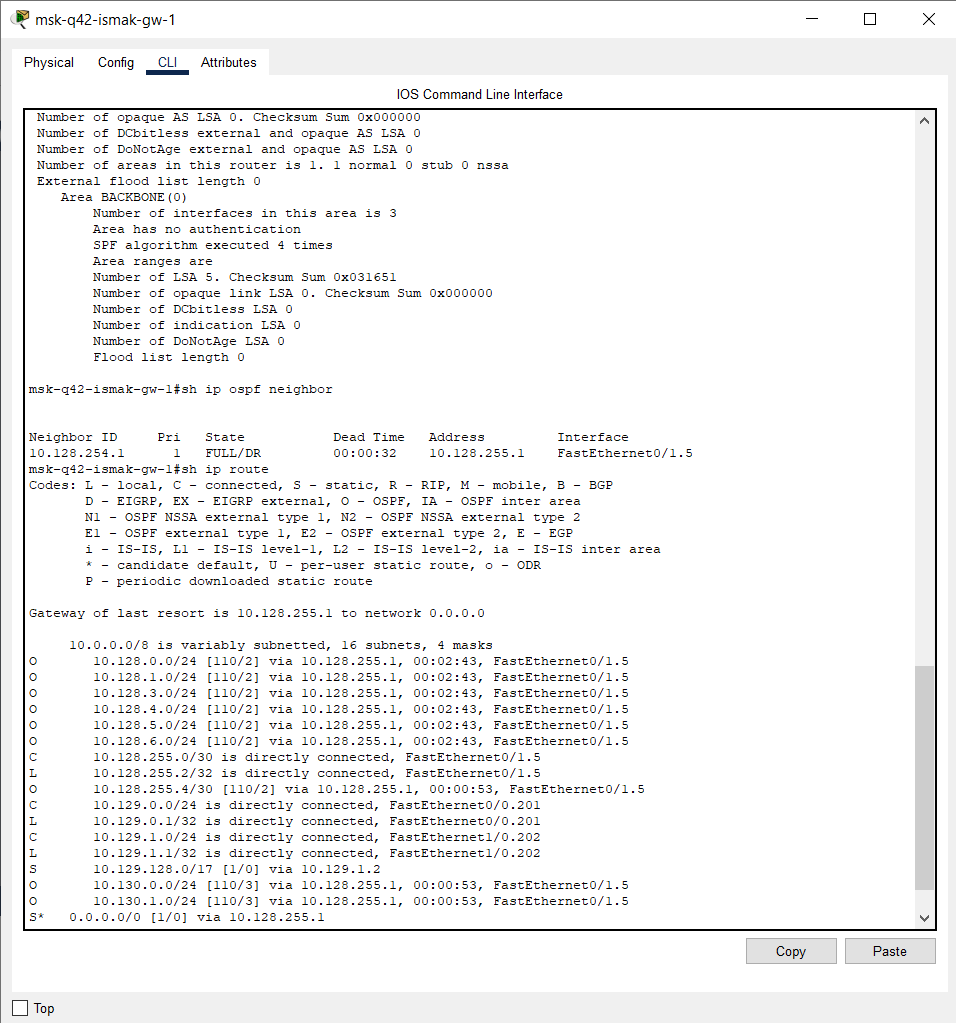 msk-q42-ismak-gw-1
Physical Config CLI Attributes
IOS Command Line Interface
Number of opaque AS LSA 0. Checksum Sum 0x000000
Number of DCbitless external and opaque AS LSA 0
Number of DoNotAge external and opaque AS LSA 0
Number of areas in this router is 1. 1 normal 0 stub 0 nssa
External flood list length 0
Area BACKBONE(0)
Number of interfaces in this area is 3
Area has no authentication
SPF algorithm executed 4 times
Area ranges are
Number of LSA 5. Checksum Sum 0x031651
Number of opaque link LSA 0. Checksum Sum 0x000000
Number of DCbitless LSA 0
Number of indication LSA 0
Number of DoNotAge LSA 0
Flood list length 0
msk-q42-ismak-gw-1#sh ip ospf neighbor
Neighbor ID Pri State Dead Time Address Interface
10.128.254.1 1 FULL/DR 00:00:32 10.128.255.1 FastEthernet0/1.5
msk-q42-ismak-gw-1#sh ip route
Codes: L - local, C - connected, S - static, R - RIP, M - mobile, B - BGP
D - EIGRP, EX - EIGRP external, O - OSPF, IA - OSPF inter area
N1 - OSPF NSSA external type 1, N2 - OSPF NSSA external type 2
E1 - OSPF external type 1, E2 - OSPF external type 2, E - EGP
i - IS-IS, L1 - IS-IS level-1, L2 - IS-IS level-2, ia - IS-IS inter area
* - candidate default, U - per-user static route, o - ODR
P - periodic downloaded static route
Gateway of last resort is 10.128.255.1 to network 0.0.0.0
10.0.0.0/8 is variably subnetted, 16 subnets, 4 masks
O 10.128.0.0/24 [110/2] via 10.128.255.1, 00:02:43, FastEthernet0/1.5
O 10.128.1.0/24 [110/2] via 10.128.255.1, 00:02:43, FastEthernet0/1.5
O 10.128.3.0/24 [110/2] via 10.128.255.1, 00:02:43, FastEthernet0/1.5
O 10.128.4.0/24 [110/2] via 10.128.255.1, 00:02:43, FastEthernet0/1.5
O 10.128.5.0/24 [110/2] via 10.128.255.1, 00:02:43, FastEthernet0/1.5
O 10.128.6.0/24 [110/2] via 10.128.255.1, 00:02:43, FastEthernet0/1.5
C 10.128.255.0/30 is directly connected, FastEthernet0/1.5
L 10.128.255.2/32 is directly connected, FastEthernet0/1.5
O 10.128.255.4/30 [110/2] via 10.128.255.1, 00:00:53, FastEthernet0/1.5
C 10.129.0.0/24 is directly connected, FastEthernet0/0.201
L 10.129.0.1/32 is directly connected, FastEthernet0/0.201
C 10.129.1.0/24 is directly connected, FastEthernet1/0.202
L 10.129.1.1/32 is directly connected, FastEthernet1/0.202
S 10.129.128.0/17 [1/0] via 10.129.1.2
O 10.130.0.0/24 [110/3] via 10.128.255.1, 00:00:53, FastEthernet0/1.5
O 10.130.1.0/24 [110/3] via 10.128.255.1, 00:00:53, FastEthernet0/1.5
S* 0.0.0.0/0 [1/0] via 10.128.255.1
Copy Paste
Top